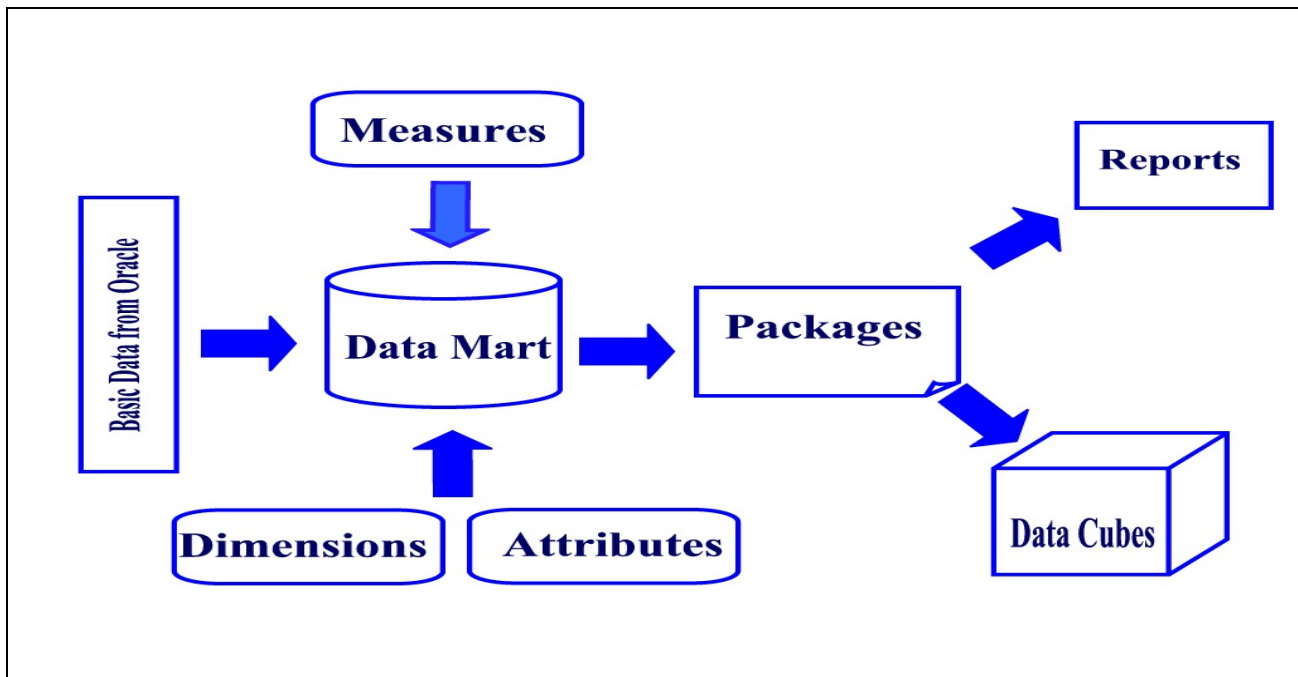 Measures
Reports
Basic Data from Oracle
Data Mart
Packages
Dimensions
Attributes
Data Cubes